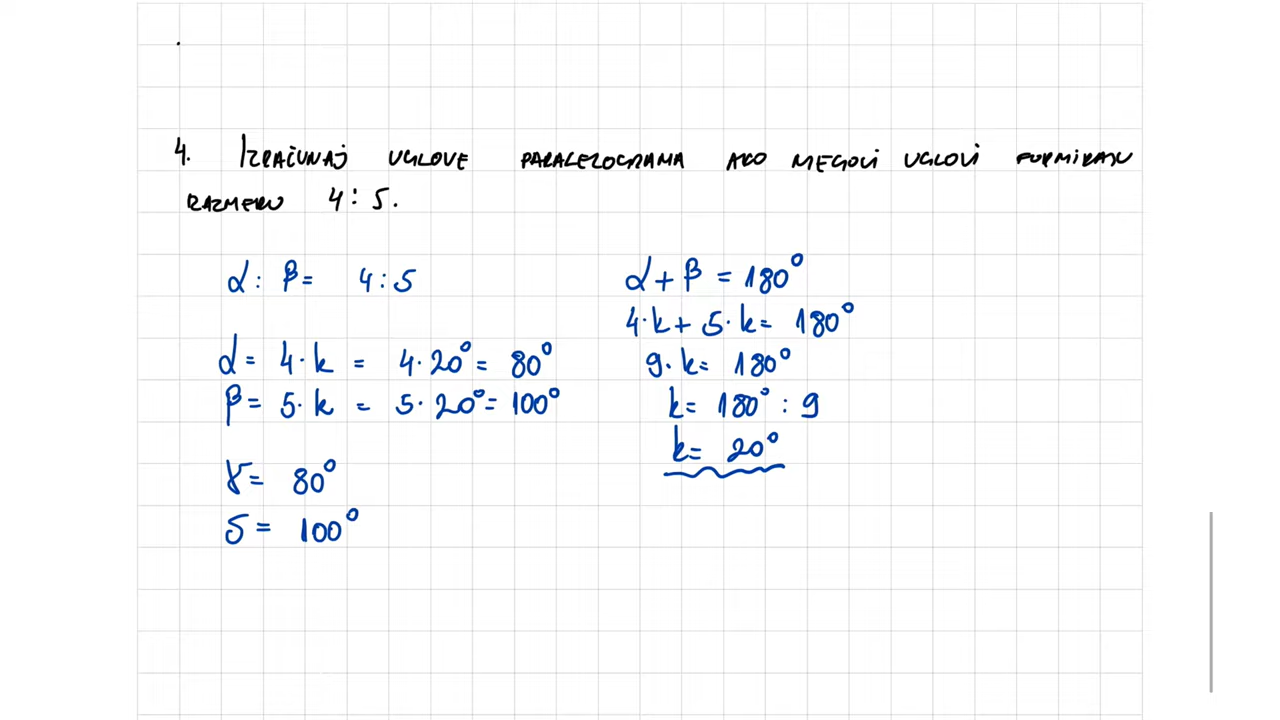 4. IZRAČUNAJ UGLOVE PARALELOGRAMA AKO NJEGOVI UGLOVI FORMIRAJU
RAZMERU 4 : 5.
α : β = 4 : 5
α = 4 · k = 4 · 20° = 80°
β = 5 · k = 5 · 20° = 100°
γ = 80°
δ = 100°
α + β = 180°
4 · k + 5 · k = 180°
9 · k = 180°
k = 180° : 9
k = 20°